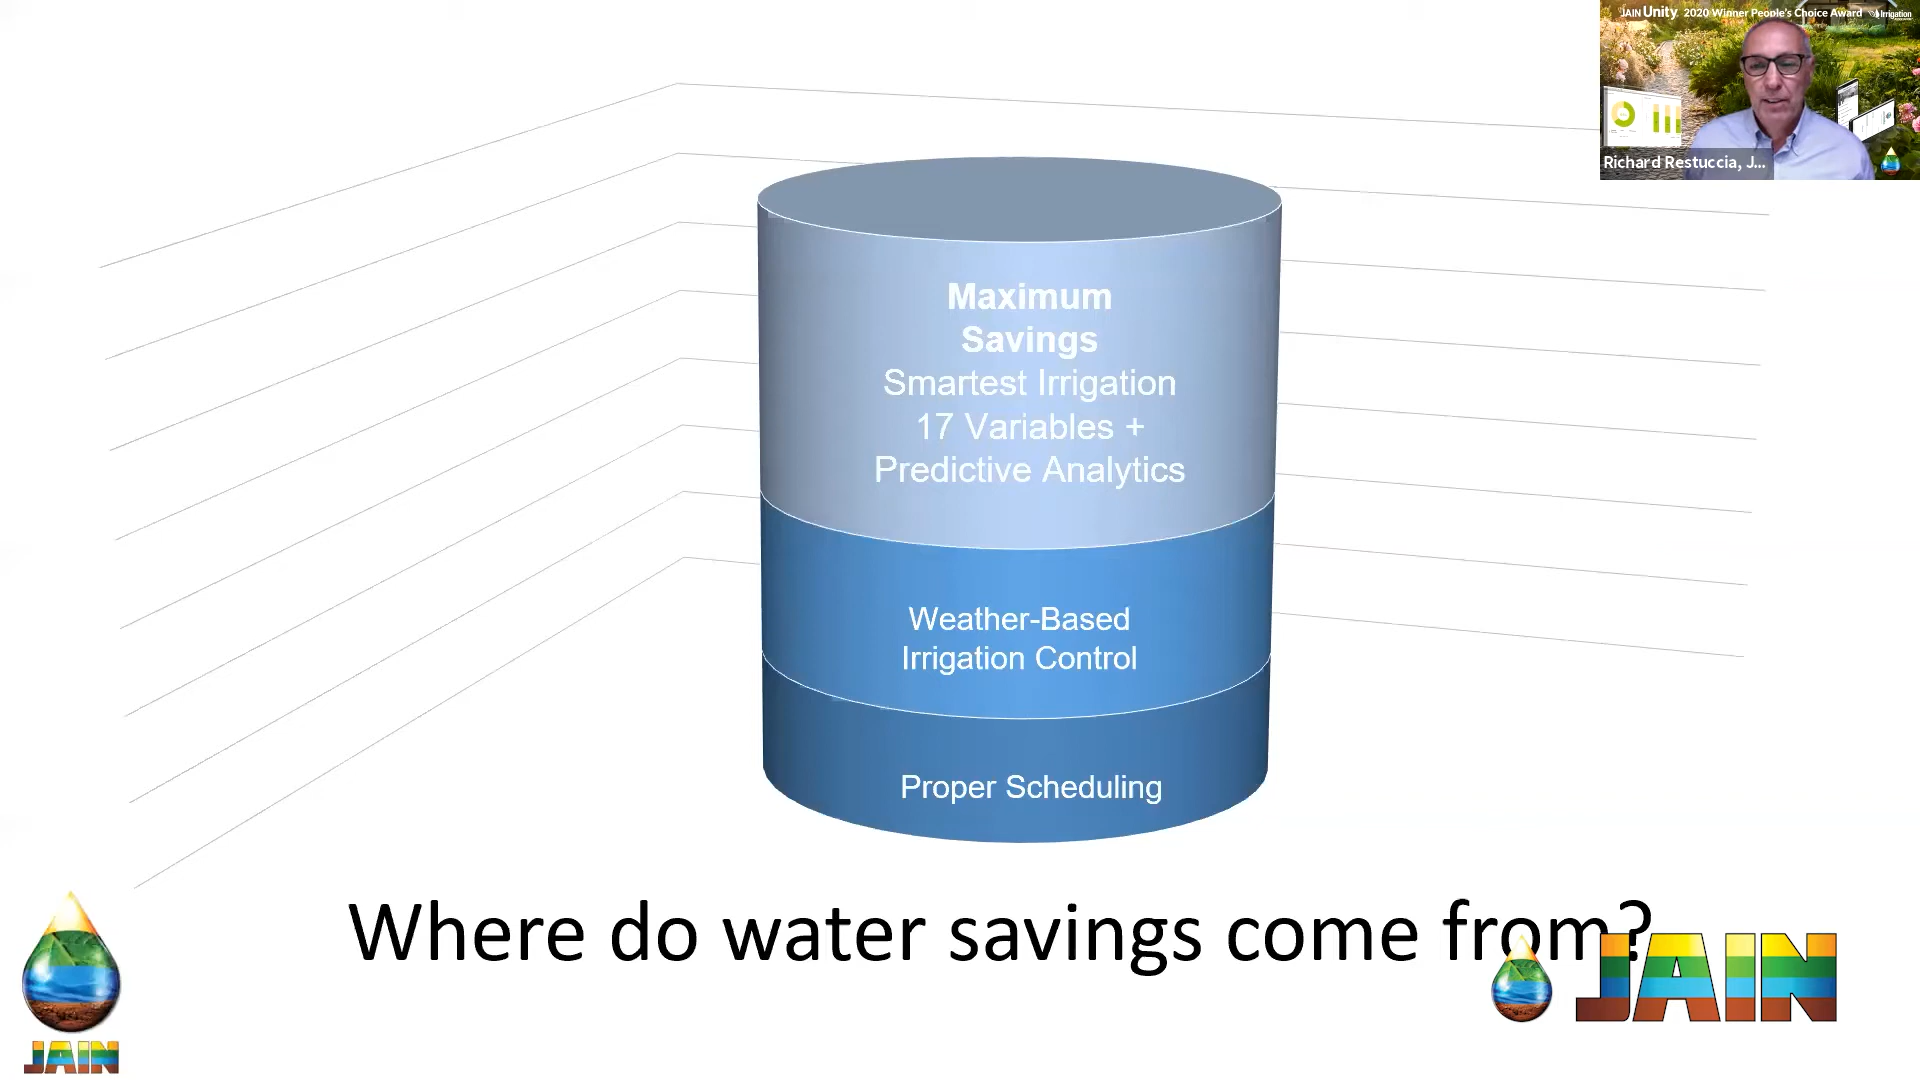 JAIN Unity. 2020 Winner People's Choice Award
Irrigation
Richard Restuccia, J...
Maximum
Savings
Smartest Irrigation
17 Variables +
Predictive Analytics
Weather-Based
Irrigation Control
Proper Scheduling
Where do water savings come from?
JAIN
JAIN